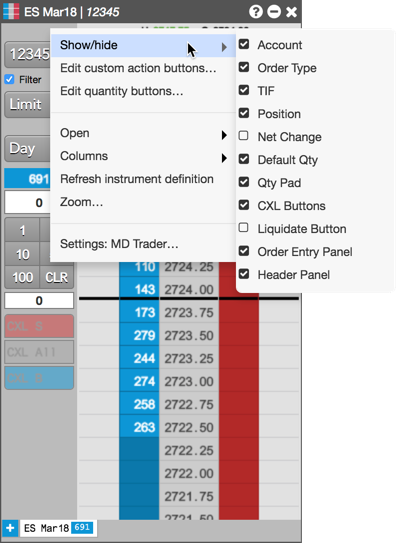 ES Mar18 | 12345
12345
Filter
Limit
Day
691
0
1
10
100 CLR
0
CXL S
CXL All
Show/hide
Edit custom action buttons…
Edit quantity buttons…
Open
Columns
Refresh instrument definition
Zoom…
Settings: MD Trader…
Account
Order Type
TIF
Position
Net Change
Default Qty
Qty Pad
CXL Buttons
Liquidate Button
Order Entry Panel
Header Panel
110 2724.25
143 2724.00
173 2723.75
279 2723.50
244 2723.25
274 2723.00
258 2722.75
263 2722.50
2722.25
2722.00
2721.75
2721.50
ES Mar18 691